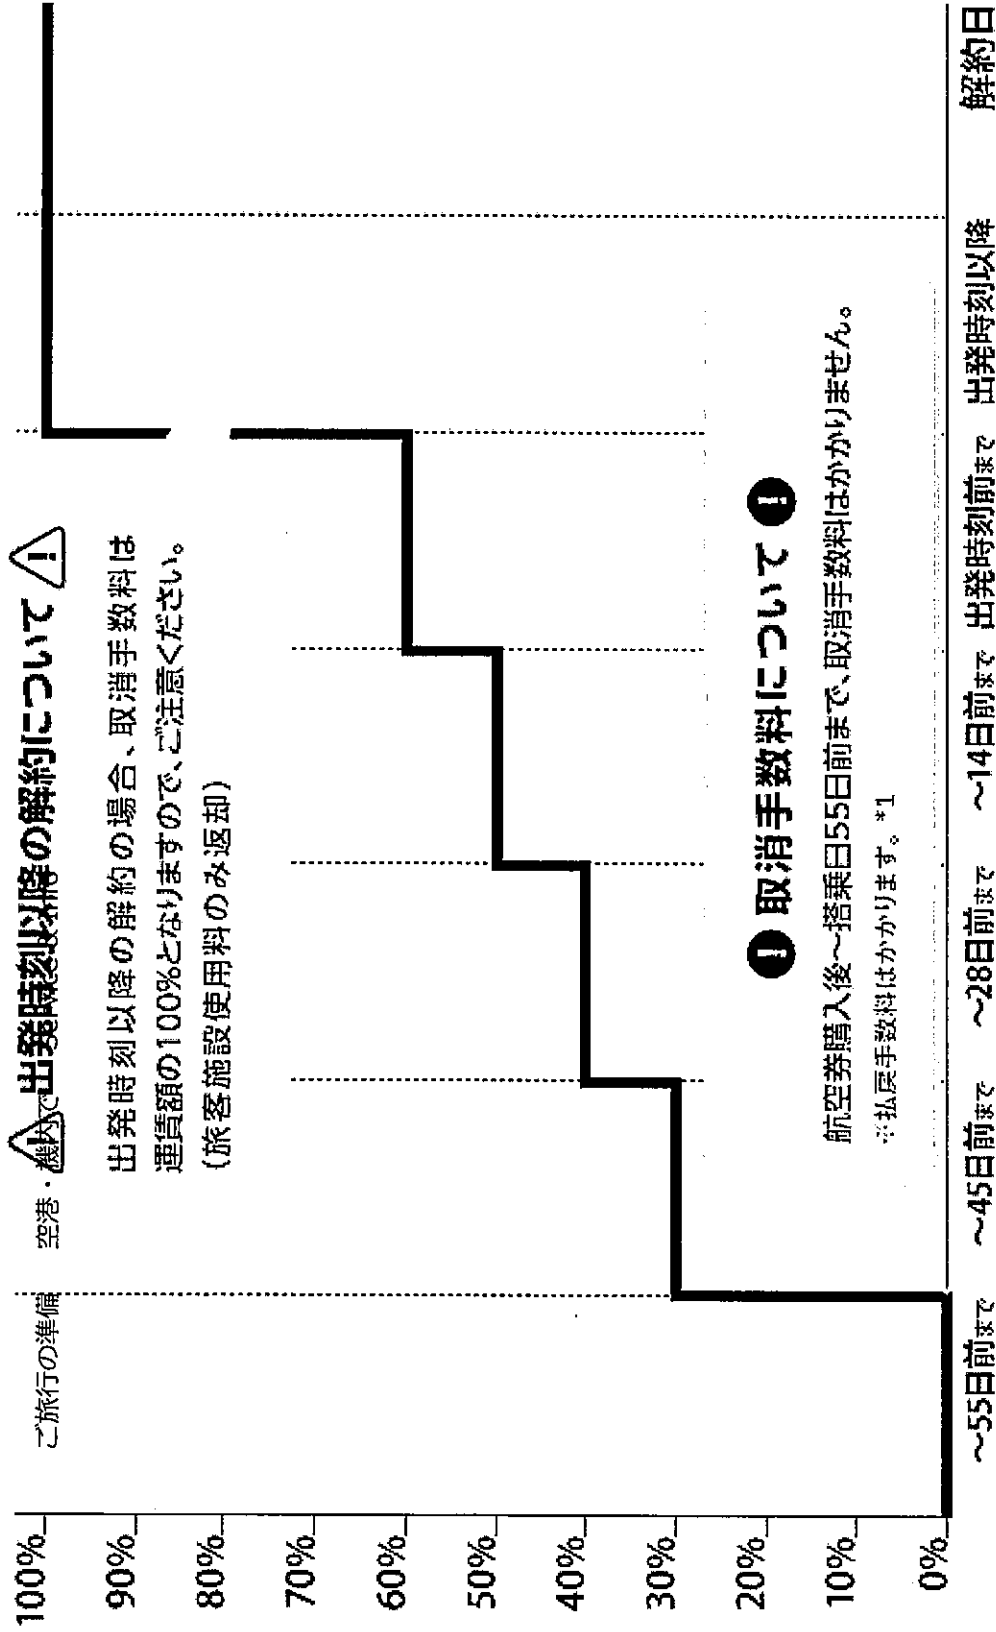 100%
90%
80%
70%
60%
50%
40%
30%
20%
10%
0%
ご旅行の準備
空港・機内で
出発時刻以降の解約について
出発時刻以降の解約の場合、取消手数料は
運賃額の100%となりますので、ご注意ください。
(旅客施設使用料のみ返却)
取消手数料について
航空券購入後～搭乗日55日前まで、取消手数料はかかりません。
※払戻手数料はかかります。*1
～55日前まで
～45日前まで
～28日前まで
～14日前まで
出発時刻前まで
出発時刻以降
解約日